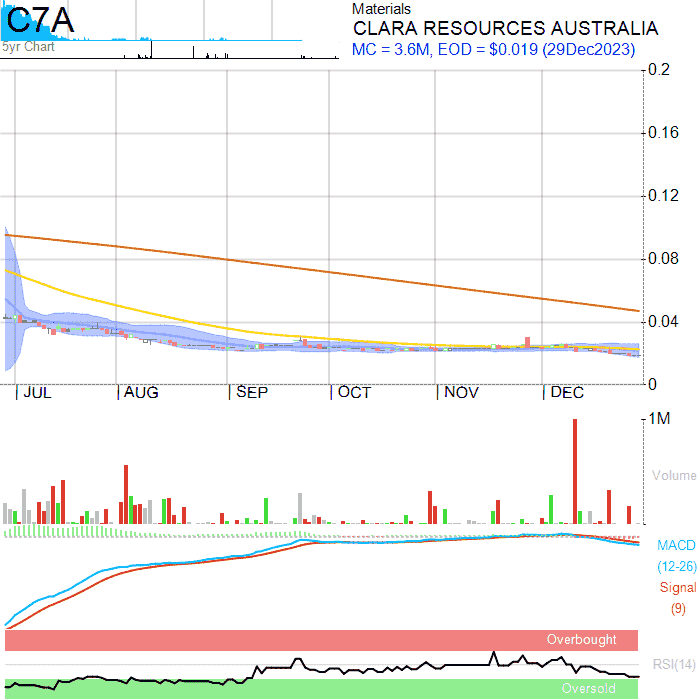 C7A
5yr Chart
Materials
CLARA RESOURCES AUSTRALIA
MC = 3.6M, EOD = $0.019 (29Dec2023)
0.2
0.16
0.12
0.08
0.04
0
JUL AUG SEP OCT NOV DEC
1M
Volume
MACD
(12-26)
Signal
(9)
Overbought
RSI(14)
Oversold